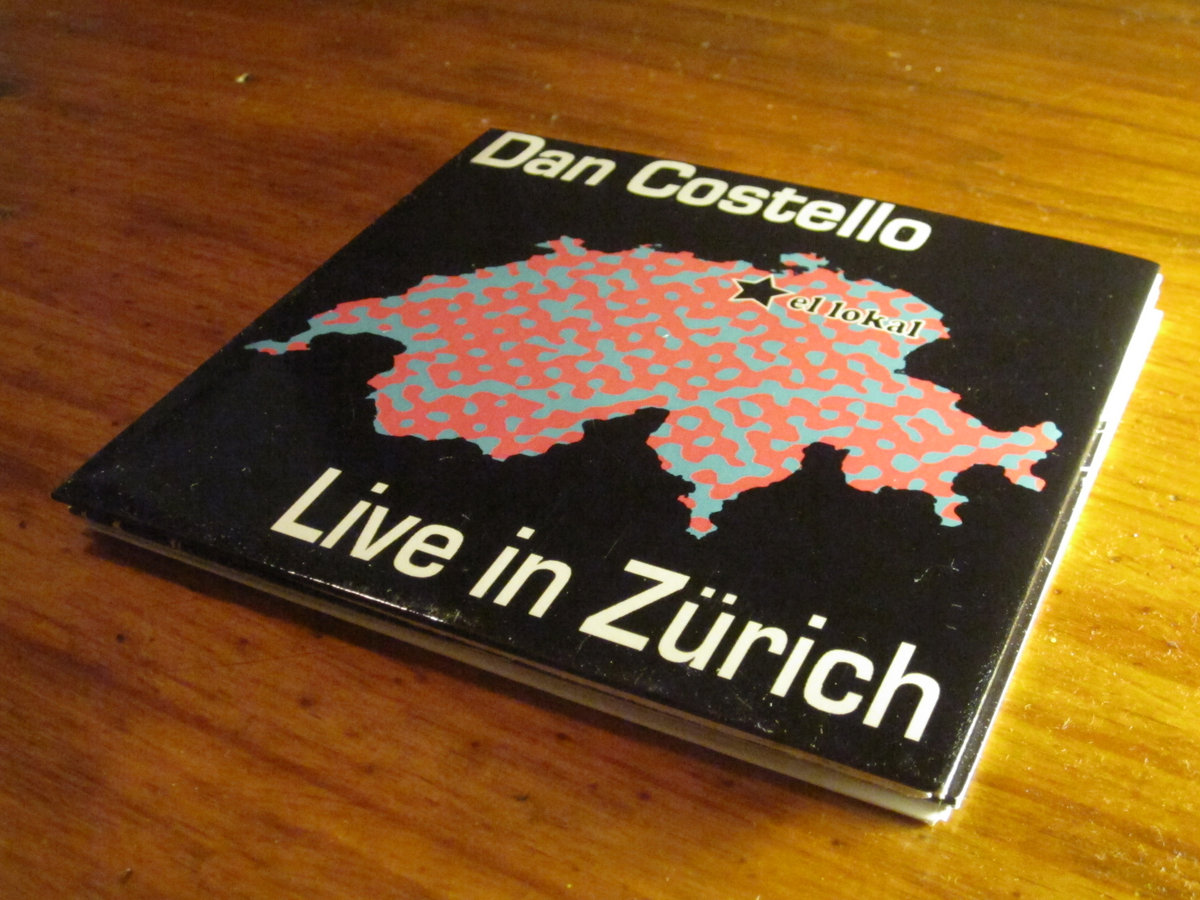 Dan Costello
el lokal
Live in Zürich